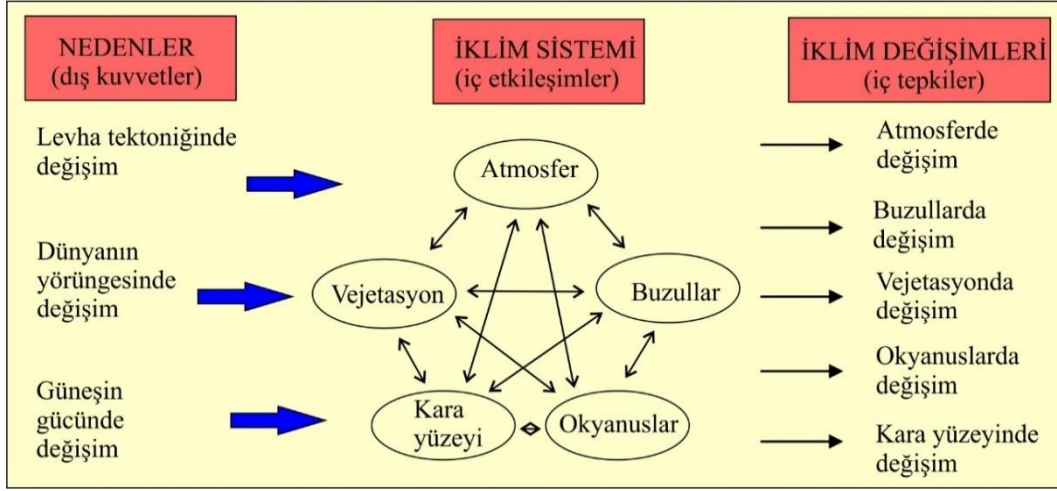 NEDENLER
(dış kuvvetler)
Levha tektoniğinde
değişim
Dünyanın
yörüngesinde
değişim
Güneşin
gücünde
değişim
İKLİM SİSTEMİ
(iç etkileşimler)
Atmosfer
Vejetasyon
Buzullar
Kara
yüzeyi
Okyanuslar
İKLİM DEĞİŞİMLERİ
(iç tepkiler)
Atmosferde
değişim
Buzullarda
değişim
Vejetasyonda
değişim
Okyanuslarda
değişim
Kara yüzeyinde
değişim